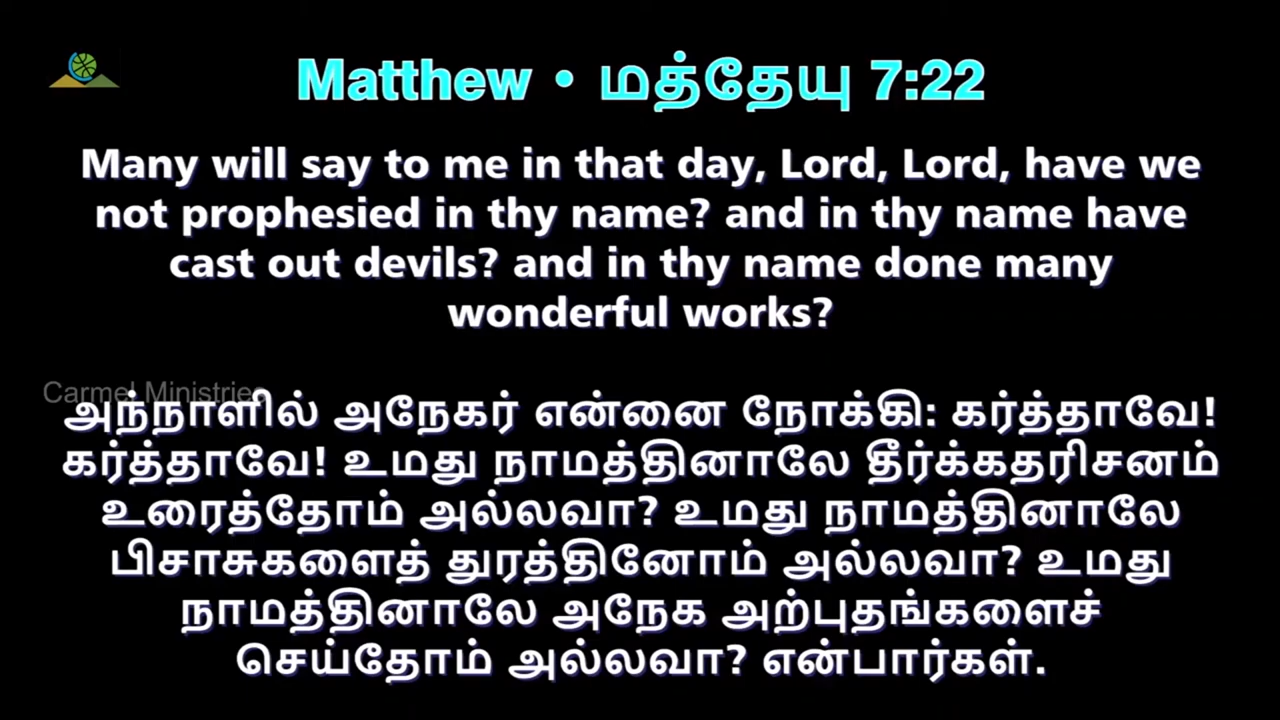 Matthew • மத்தேயு 7:22
Many will say to me in that day, Lord, Lord, have we
not prophesied in thy name? and in thy name have
cast out devils? and in thy name done many
wonderful works?
Carmel Ministries
அந்நாளில் அநேகர் என்னை நோக்கி: கர்த்தாவே!
கர்த்தாவே! உமது நாமத்தினாலே தீர்க்கதரிசனம்
உரைத்தோம் அல்லவா? உமது நாமத்தினாலே
பிசாசுகளைத் துரத்தினோம் அல்லவா? உமது
நாமத்தினாலே அநேக அற்புதங்களைச்
செய்தோம் அல்லவா? என்பார்கள்.